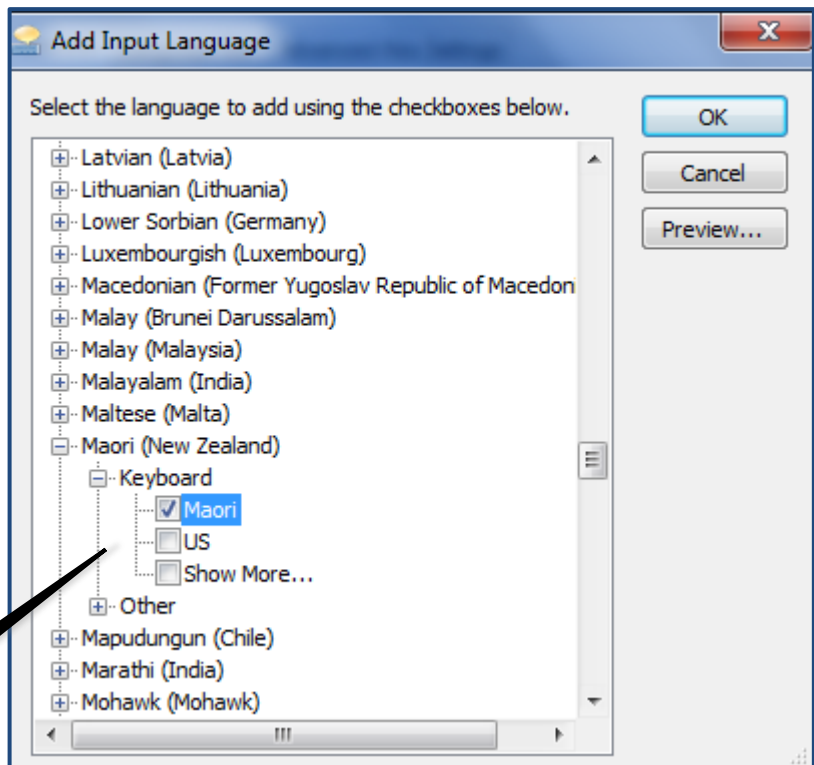 Add Input Language
Select the language to add using the checkboxes below.
OK
Cancel
Preview...
Latvian (Latvia)
Lithuanian (Lithuania)
Lower Sorbian (Germany)
Luxembourgish (Luxembourg)
Macedonian (Former Yugoslav Republic of Macedoni
Malay (Brunei Darussalam)
Malay (Malaysia)
Malayalam (India)
Maltese (Malta)
Maori (New Zealand)
Keyboard
Maori
US
Show More...
Other
Mapudungun (Chile)
Marathi (India)
Mohawk (Mohawk)